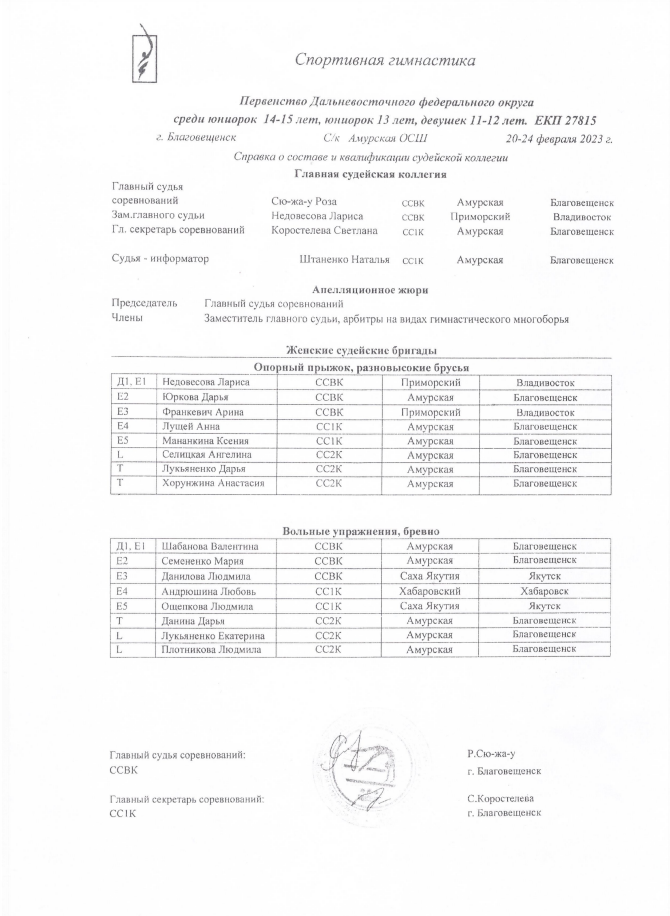 Спортивная гимнастика
Первенство Дальневосточного федерального округа
среди юниорок 14-15 лет, юниорок 13 лет, девушек 11-12 лет. ЕКП 27815
г. Благовещенск С/к Амурская ОСШ 20-24 февраля 2023 г.
Справка о составе и квалификации судейской коллегии
Главная судейская коллегия
Главный судья
соревнований Сю-жа-у Роза ССВК Амурская Благовещенск
Зам.главного судьи Недовесова Лариса ССВК Приморский Владивосток
Гл. секретарь соревнований Коростелева Светлана СС1К Амурская Благовещенск
Судья - информатор Штаненко Наталья СС1К Амурская Благовещенск
Апелляционное жюри
Председатель Главный судья соревнований
Члены Заместитель главного судьи, арбитры на видах гимнастического многоборья
Женские судейские бригады
Опорный прыжок, разновысокие брусья
Д1, Е1 Недовесова Лариса ССВК Приморский Владивосток
Е2 Юркова Дарья ССВК Амурская Благовещенск
Е3 Франкевич Арина ССВК Приморский Владивосток
Е4 Лущей Анна СС1К Амурская Благовещенск
Е5 Мананкина Ксения СС1К Амурская Благовещенск
L Селицкая Ангелина СС2К Амурская Благовещенск
Т Лукьяненко Дарья СС2К Амурская Благовещенск
Т Хорунжина Анастасия СС2К Амурская Благовещенск
Вольные упражнения, бревно
Д1, Е1 Шабанова Валентина ССВК Амурская Благовещенск
Е2 Семененко Мария ССВК Амурская Благовещенск
Е3 Данилова Людмила ССВК Саха Якутия Якутск
Е4 Андрюшина Любовь СС1К Хабаровский Хабаровск
Е5 Ощепкова Людмила СС1К Саха Якутия Якутск
Т Данина Дарья СС2К Амурская Благовещенск
L Лукьяненко Екатерина СС2К Амурская Благовещенск
L Плотникова Людмила СС2К Амурская Благовещенск
Главный судья соревнований: Р.Сю-жа-у
ССВК г. Благовещенск
Главный секретарь соревнований: С.Коростелева
СС1К г. Благовещенск